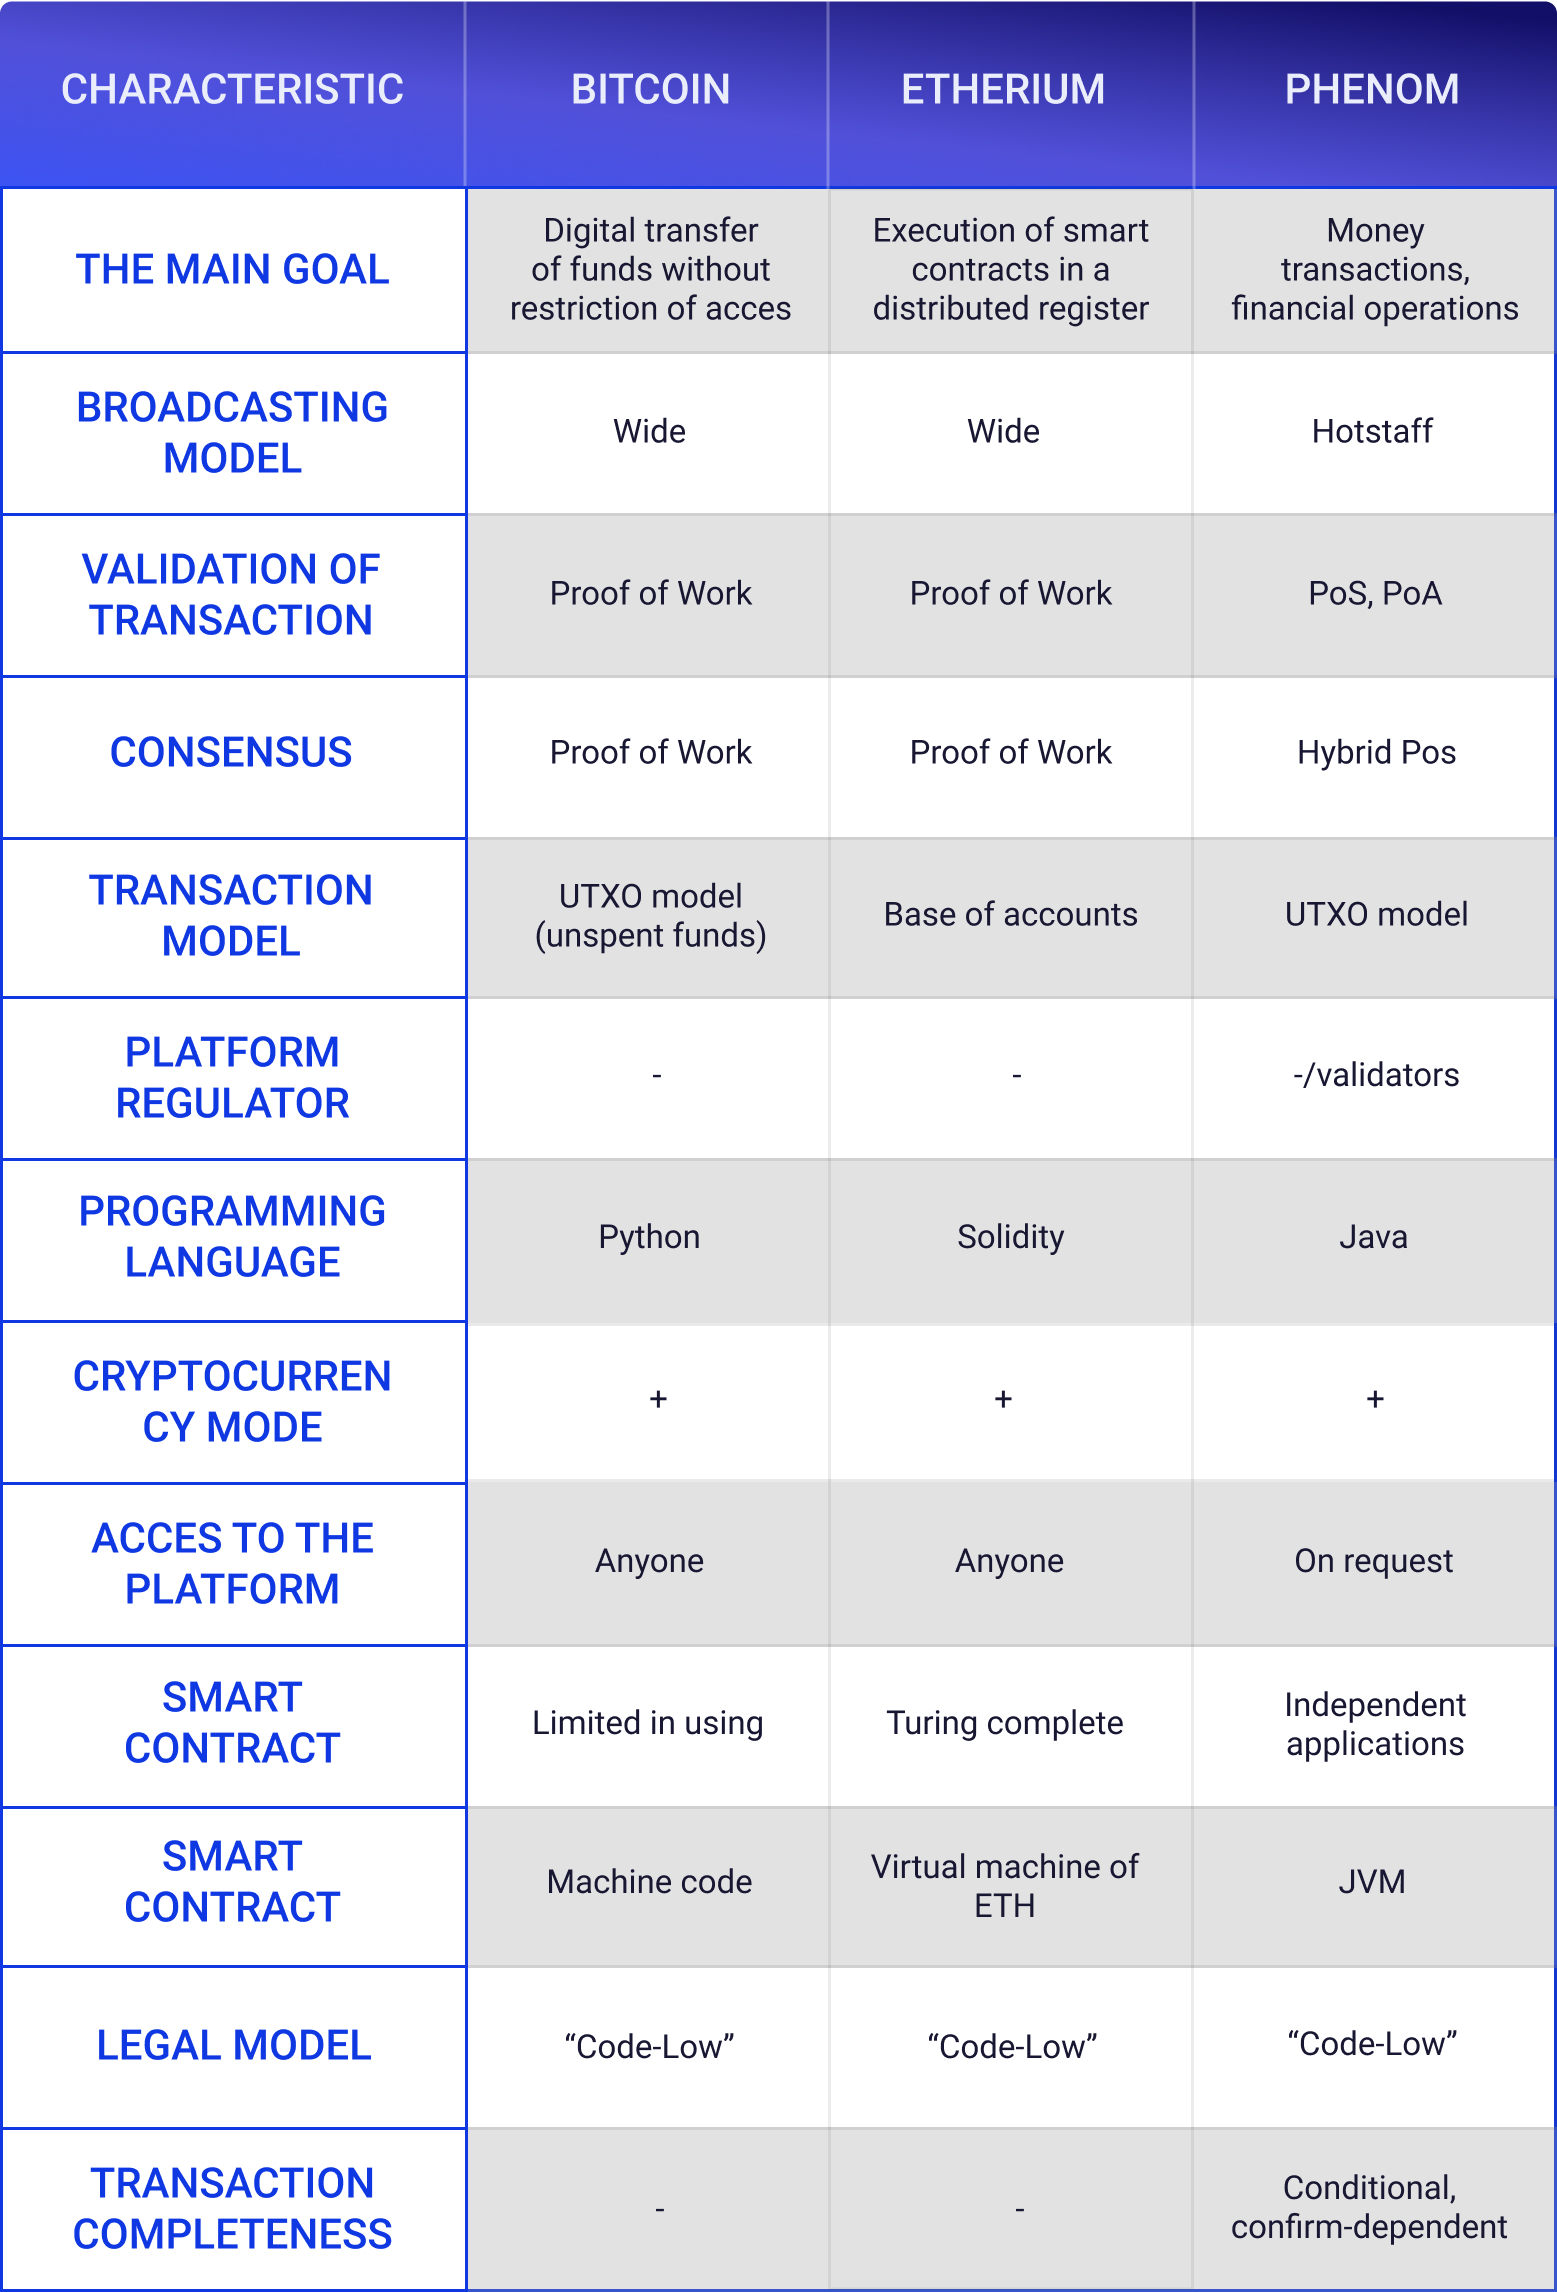 CHARACTERISTIC
BITCOIN
ETHERIUM
PHENOM
THE MAIN GOAL
Digital transfer
of funds without
restriction of acces
Execution of smart
contracts in a
distributed register
Money
transactions,
financial operations
BROADCASTING
MODEL
Wide
Wide
Hotstaff
VALIDATION OF
TRANSACTION
Proof of Work
Proof of Work
PoS, PoA
CONSENSUS
Proof of Work
Proof of Work
Hybrid Pos
TRANSACTION
MODEL
UTXO model
(unspent funds)
Base of accounts
UTXO model
PLATFORM
REGULATOR
-
-
-/validators
PROGRAMMING
LANGUAGE
Python
Solidity
Java
CRYPTOCURREN
CY MODE
+
+
+
ACCES TO THE
PLATFORM
Anyone
Anyone
On request
SMART
CONTRACT
Limited in using
Turing complete
Independent
applications
SMART
CONTRACT
Machine code
Virtual machine of
ETH
JVM
LEGAL MODEL
“Code-Low”
“Code-Low”
“Code-Low”
TRANSACTION
COMPLETENESS
-
-
Conditional,
confirm-dependent